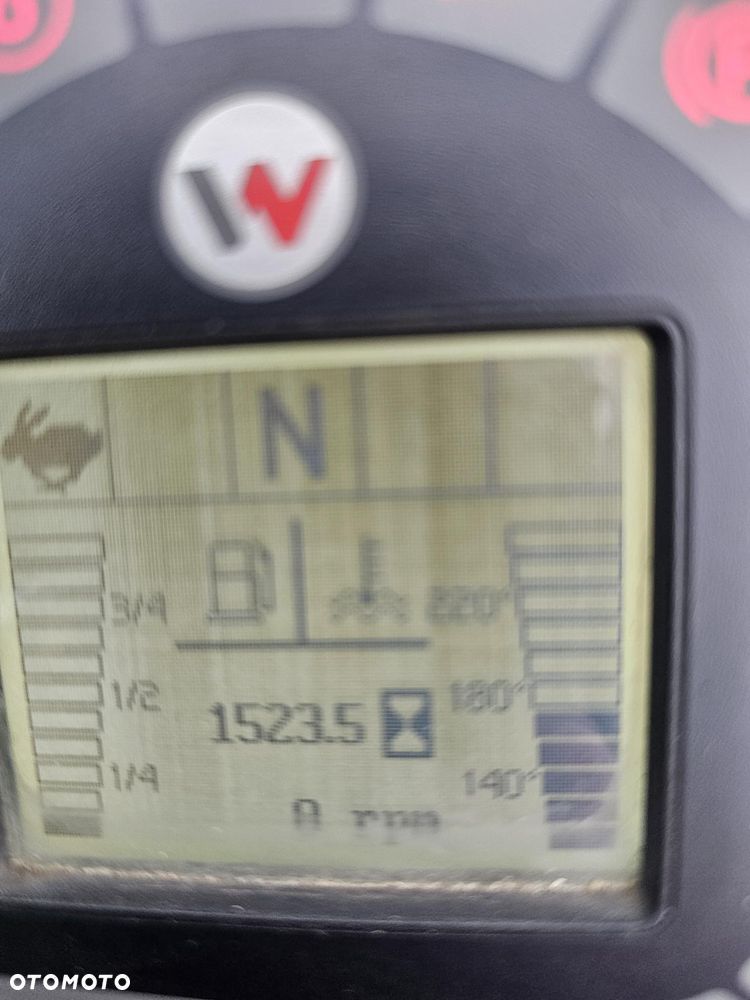 W
N
3/4 220°
1523.5 180°
1/2
1/4 140°
0 rpm
OTOMOTO